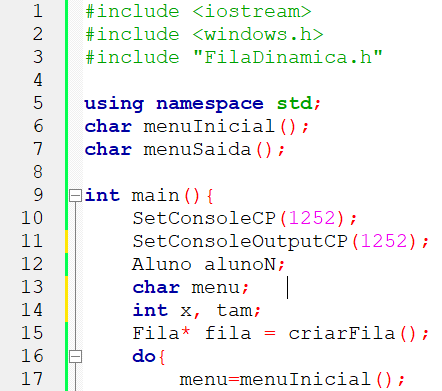 1 #include <iostream>
2 #include <windows.h>
3 #include "FilaDinamica.h"
4
5 using namespace std;
6 char menuInicial();
7 char menuSaida();
8
9 int main(){
10 SetConsoleCP(1252);
11 SetConsoleOutputCP(1252);
12 Aluno alunoN;
13 char menu;
14 int x, tam;
15 Fila* fila = criarFila();
16 do{
17 menu=menuInicial();